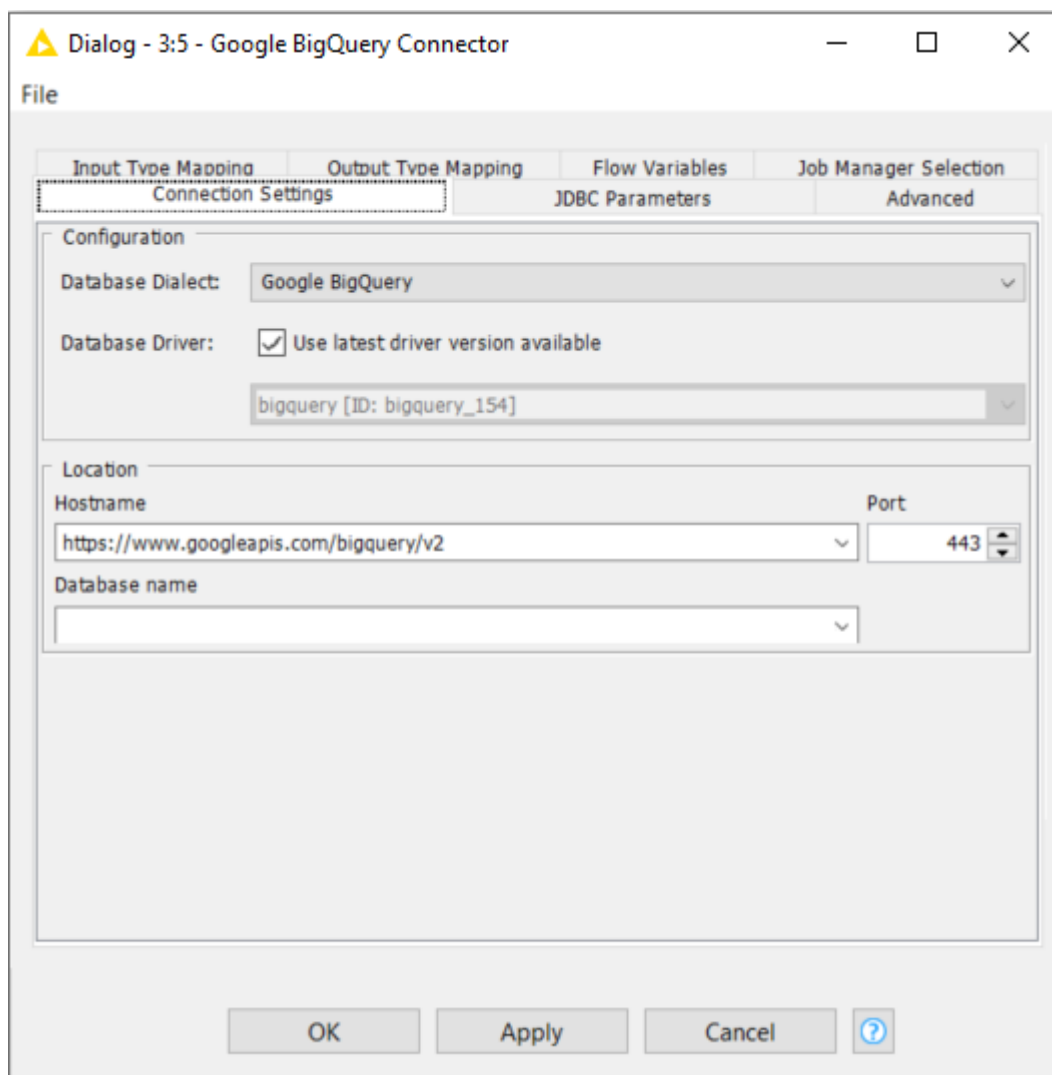 Dialog - 3:5 - Google BigQuery Connector
File
Input Type Mapping Output Type Mapping Flow Variables Job Manager Selection
Connection Settings JDBC Parameters Advanced
Configuration
Database Dialect: Google BigQuery
Database Driver: Use latest driver version available
bigquery [ID: bigquery_154]
Location
Hostname Port
https://www.googleapis.com/bigquery/v2 443
Database name
OK Apply Cancel ?